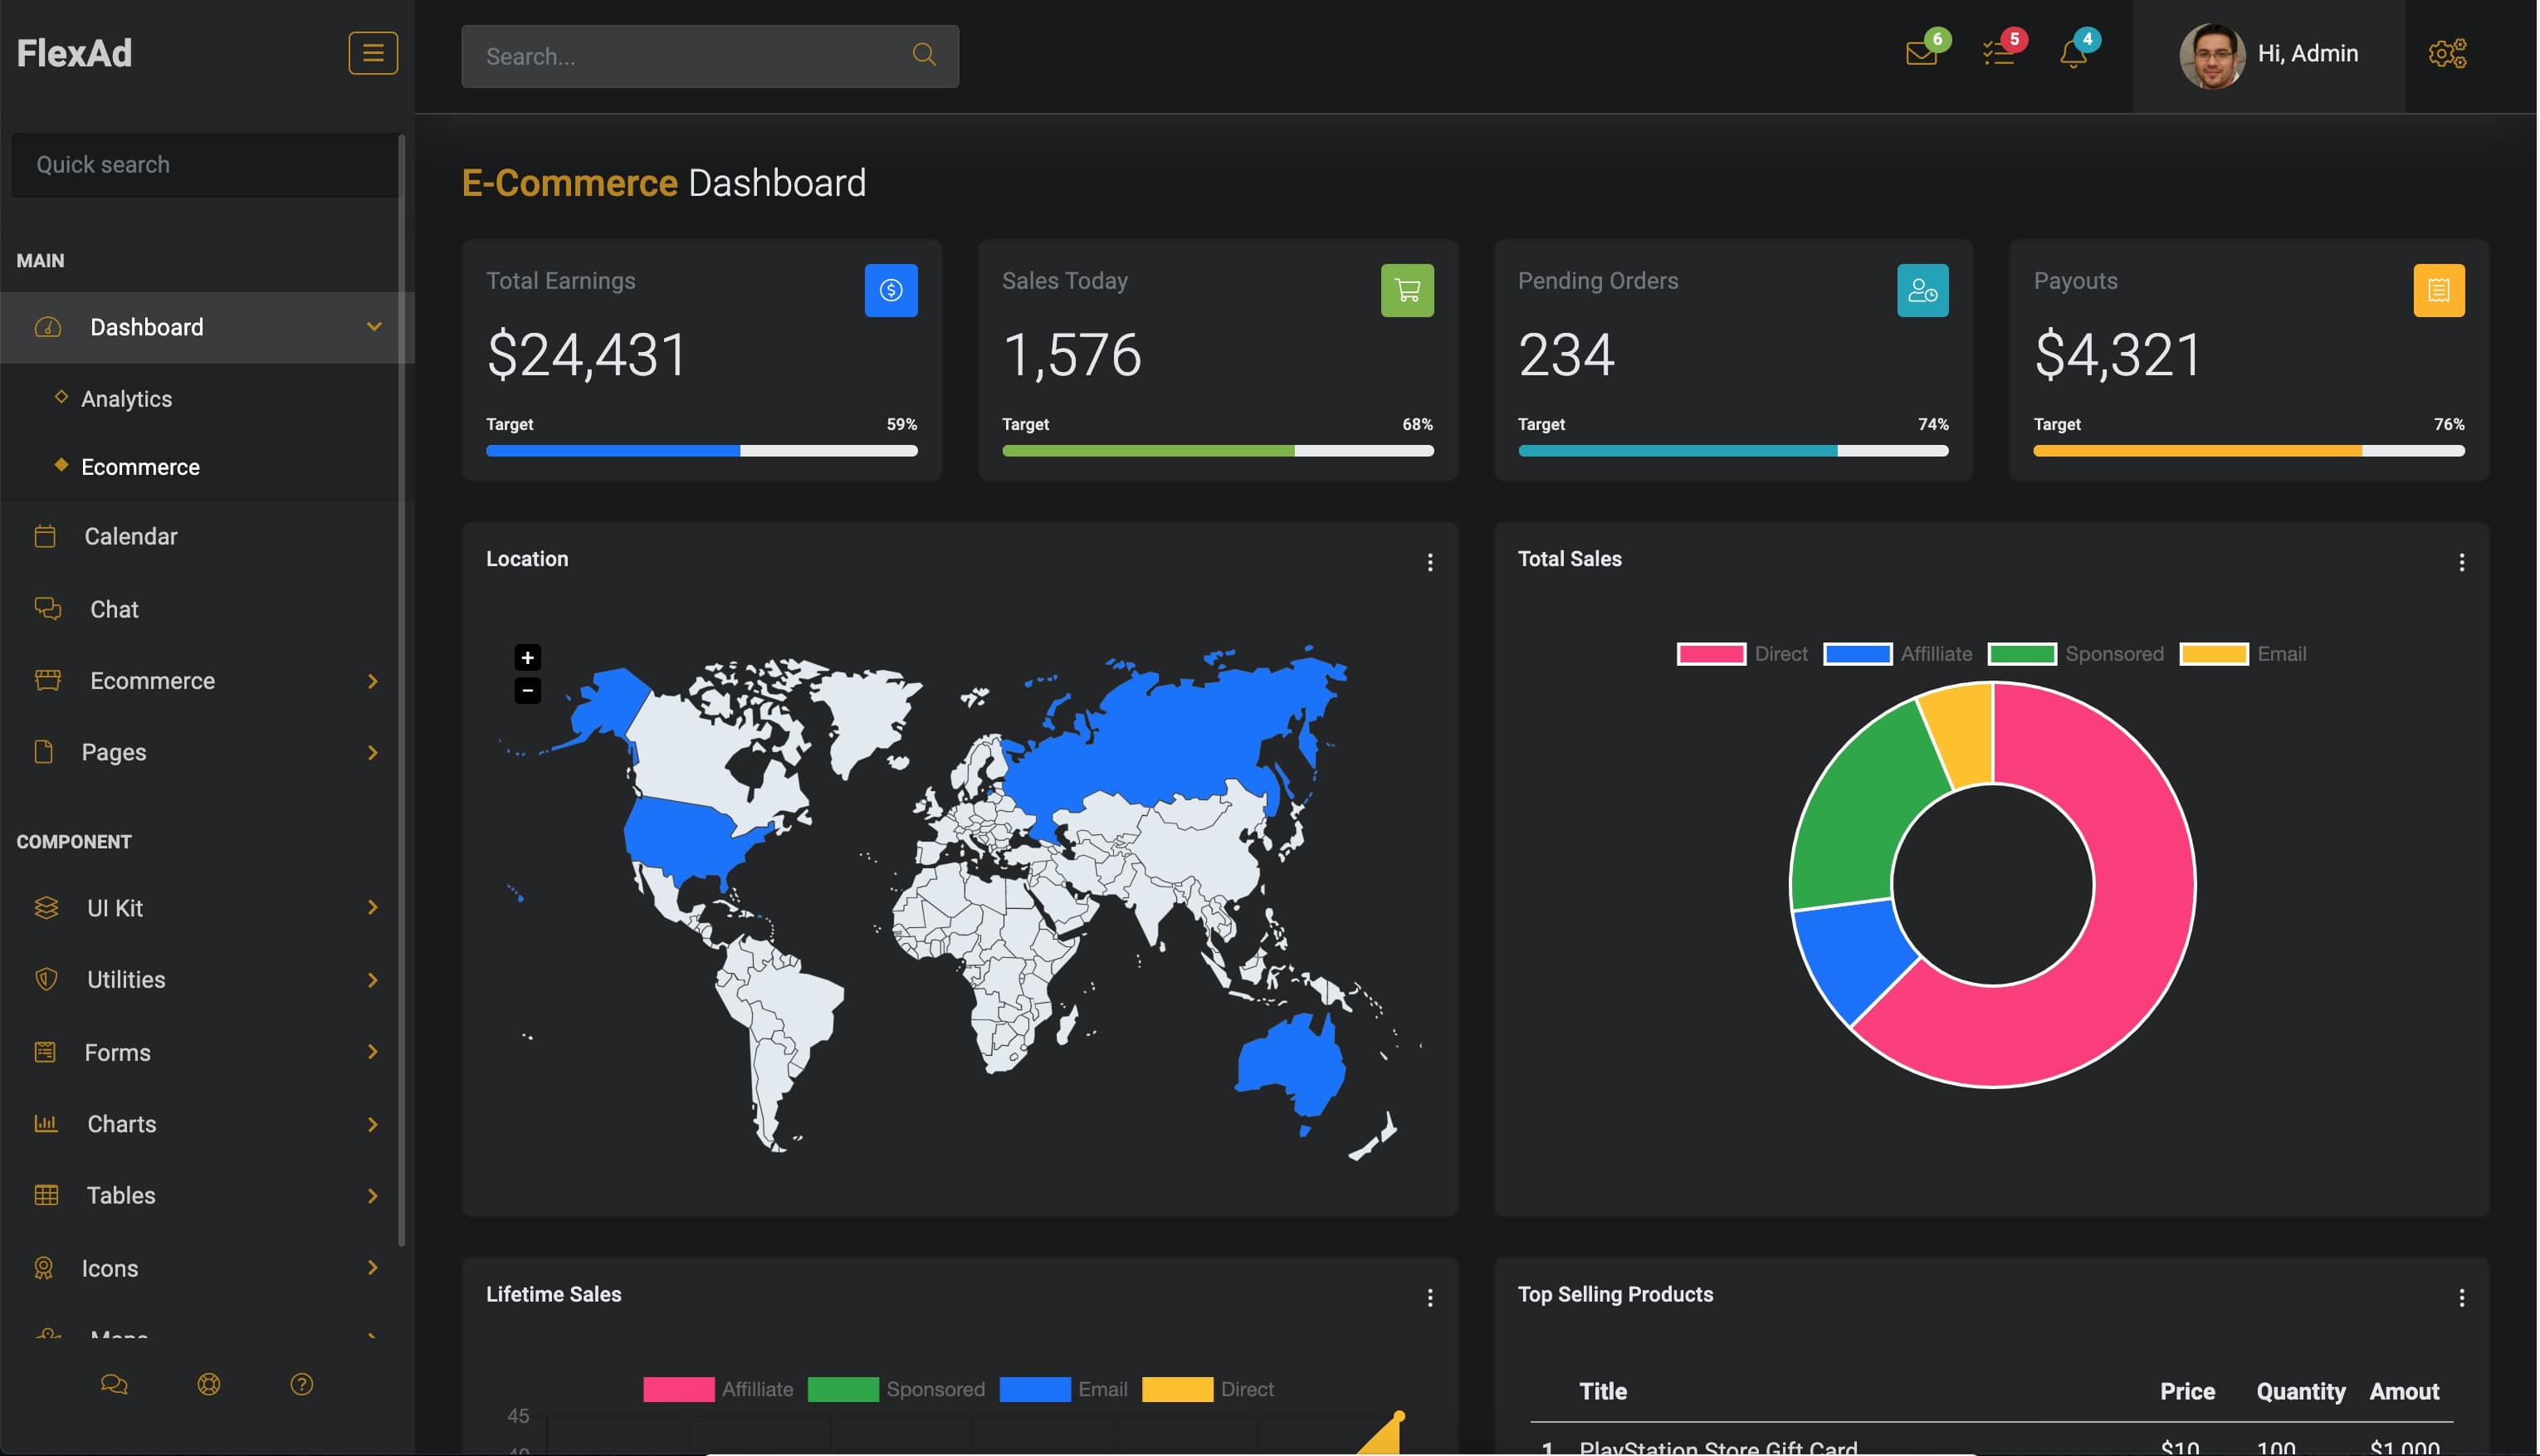 FlexAd
Search...
6
5
4
Hi, Admin
Quick search
MAIN
Dashboard
Analytics
Ecommerce
Calendar
Chat
Ecommerce
Pages
COMPONENT
UI Kit
Utilities
Forms
Charts
Tables
Icons
Maps
E-Commerce Dashboard
Total Earnings
$24,431
Target 59%
Sales Today
1,576
Target 68%
Pending Orders
234
Target 74%
Payouts
$4,321
Target 76%
Location
+
−
Total Sales
Direct Affilliate Sponsored Email
Lifetime Sales
Affilliate Sponsored Email Direct
45
40
Top Selling Products
Title Price Quantity Amout
1 PlayStation Store Gift Card $10 100 $1,000